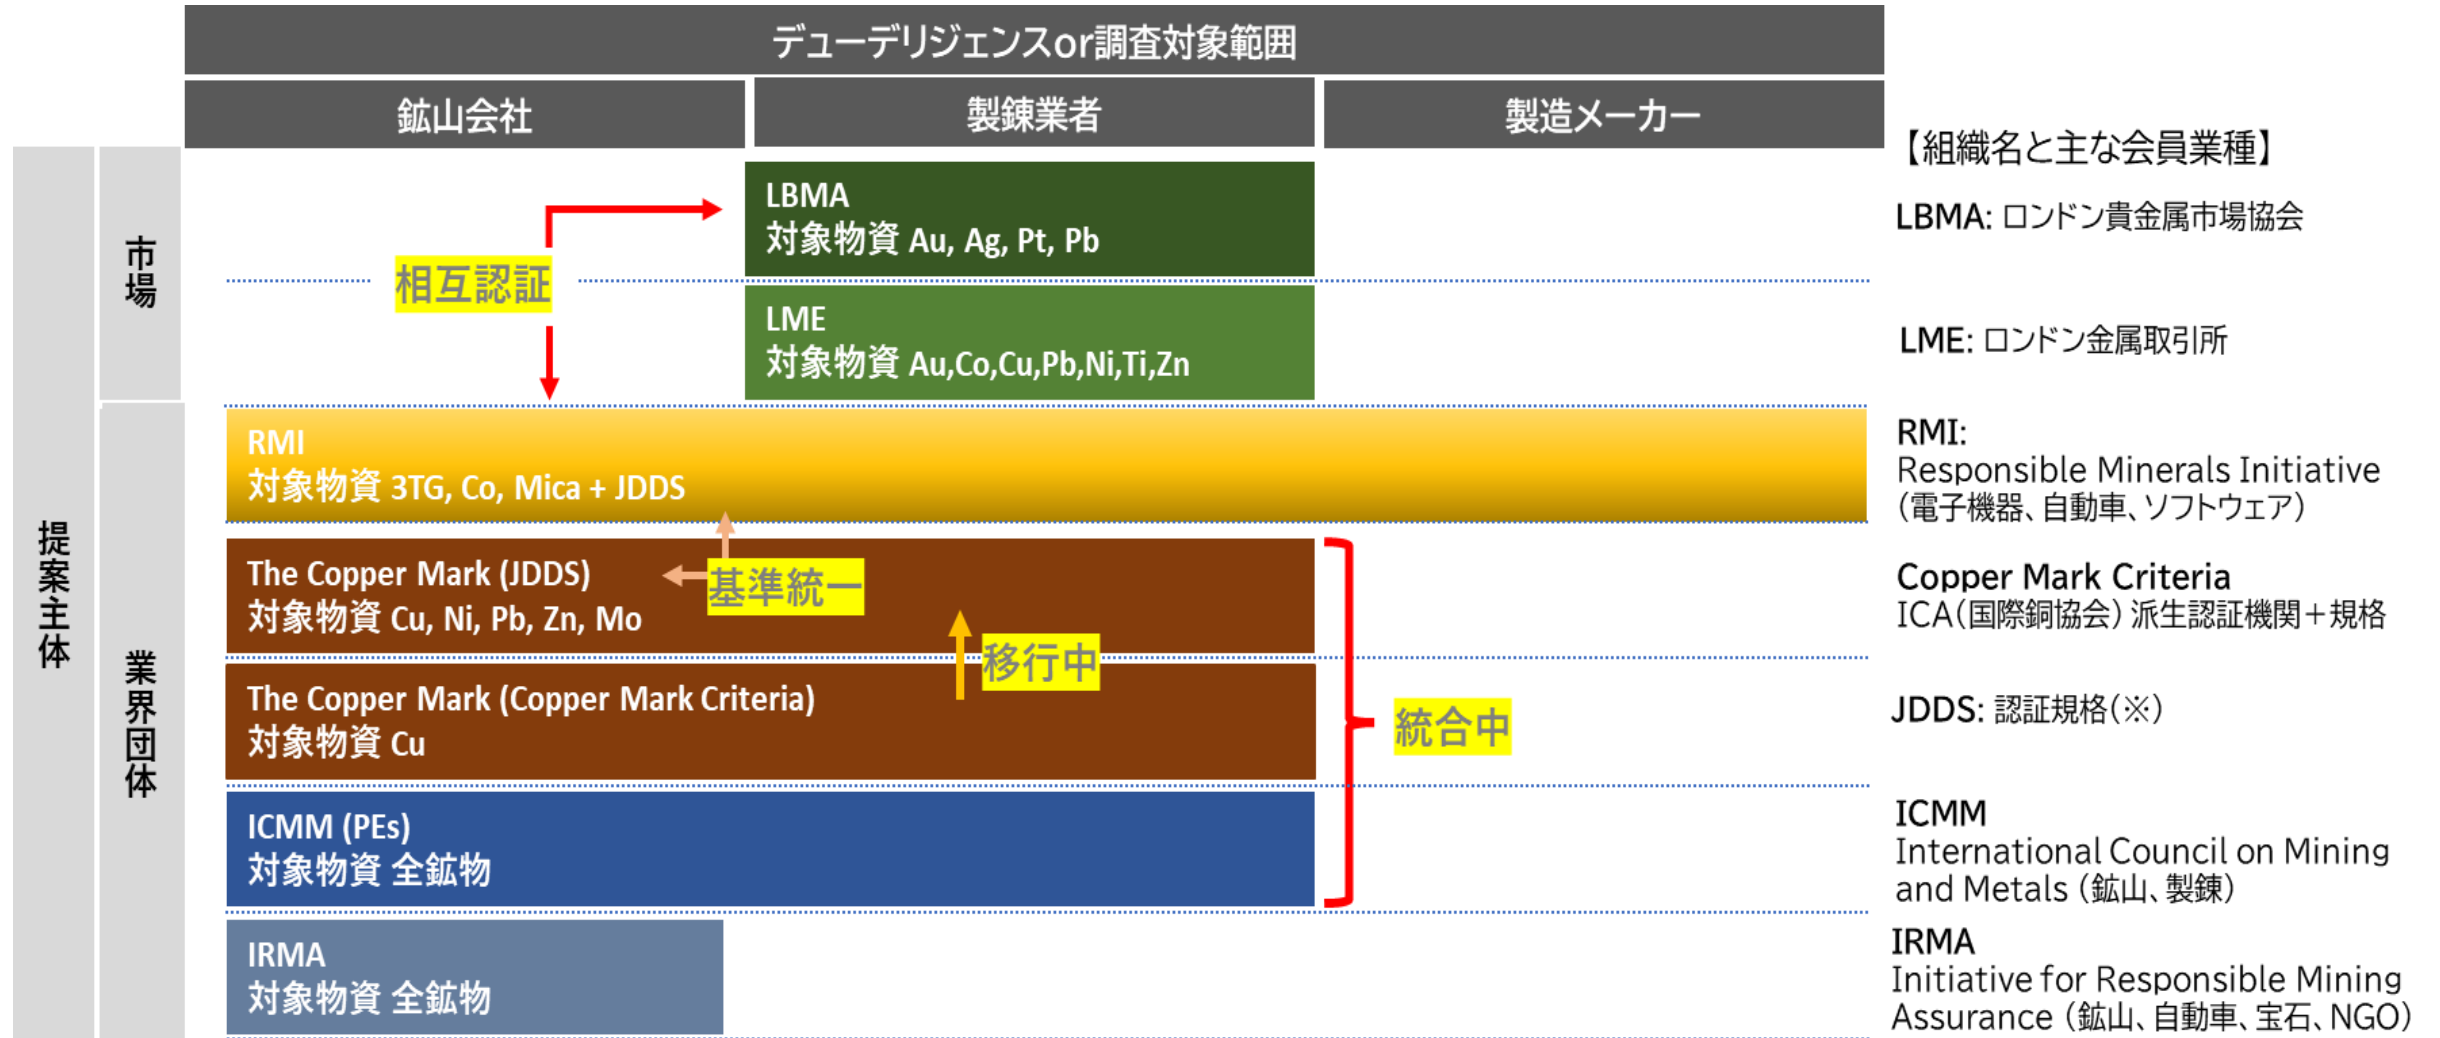 デューデリジェンスor調査対象範囲
鉱山会社
製錬業者
製造メーカー
【組織名と主な会員業種】
提案主体
市場
業界団体
LBMA
対象物資 Au, Ag, Pt, Pb
相互認証
LME
対象物資 Au,Co,Cu,Pb,Ni,Ti,Zn
RMI
対象物資 3TG, Co, Mica + JDDS
The Copper Mark (JDDS)
対象物資 Cu, Ni, Pb, Zn, Mo
基準統一
移行中
The Copper Mark (Copper Mark Criteria)
対象物資 Cu
統合中
ICMM (PEs)
対象物資 全鉱物
IRMA
対象物資 全鉱物
LBMA: ロンドン貴金属市場協会
LME: ロンドン金属取引所
RMI:
Responsible Minerals Initiative
（電子機器、自動車、ソフトウェア）
Copper Mark Criteria
ICA（国際銅協会）派生認証機関＋規格
JDDS: 認証規格（※）
ICMM
International Council on Mining
and Metals （鉱山、製錬）
IRMA
Initiative for Responsible Mining
Assurance （鉱山、自動車、宝石、NGO）